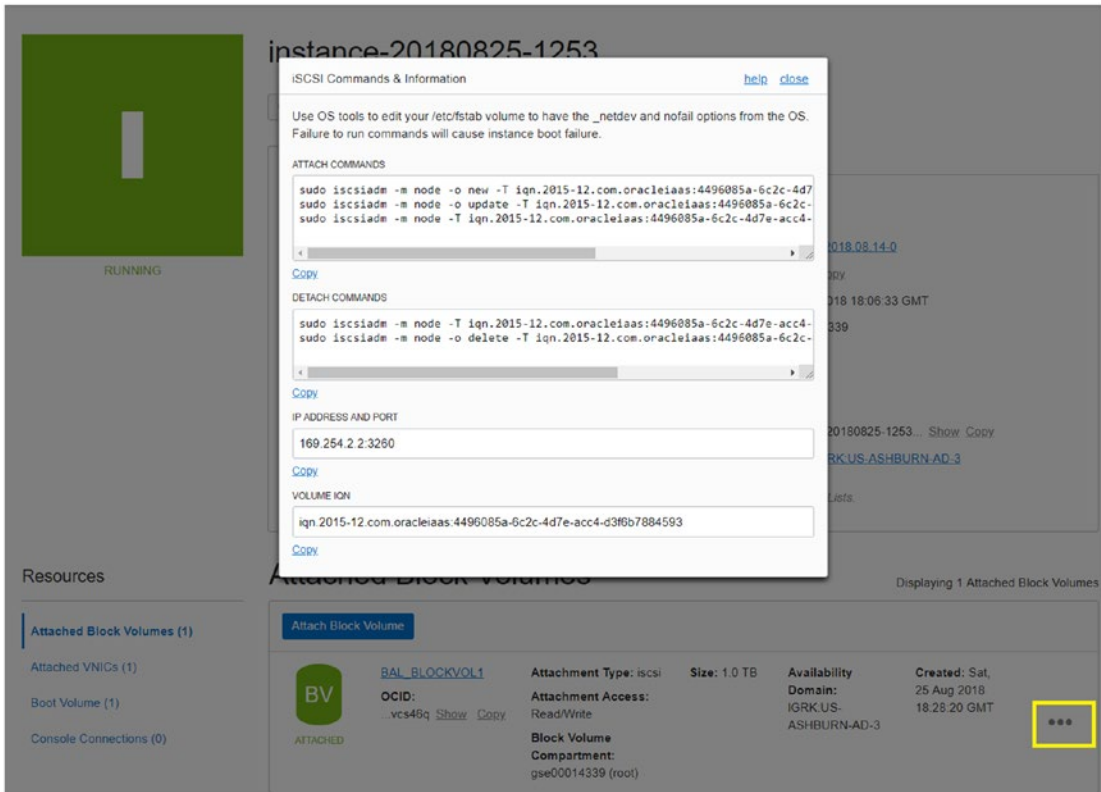 instance-20180825-1253
iSCSI Commands & Information
help close
Use OS tools to edit your /etc/fstab volume to have the _netdev and nofail options from the OS.
Failure to run commands will cause instance boot failure.
ATTACH COMMANDS
sudo iscsiadm -m node -o new -T iqn.2015-12.com.oracleiaas:4496085a-6c2c-4d7
sudo iscsiadm -m node -o update -T iqn.2015-12.com.oracleiaas:4496085a-6c2c-
sudo iscsiadm -m node -T iqn.2015-12.com.oracleiaas:4496085a-6c2c-4d7e-acc4-
Copy
DETACH COMMANDS
sudo iscsiadm -m node -T iqn.2015-12.com.oracleiaas:4496085a-6c2c-4d7e-acc4-
sudo iscsiadm -m node -o delete -T iqn.2015-12.com.oracleiaas:4496085a-6c2c-
Copy
IP ADDRESS AND PORT
169.254.2.2:3260
Copy
VOLUME IQN
iqn.2015-12.com.oracleiaas:4496085a-6c2c-4d7e-acc4-d3f6b7884593
Copy
I
RUNNING
2018.08.14-0
opy
018 18:06:33 GMT
339
20180825-1253... Show Copy
RK:US-ASHBURN-AD-3
Lists.
Resources
Attached Block Volumes (1)
Attached VNICs (1)
Boot Volume (1)
Console Connections (0)
Attached Block Volumes
Displaying 1 Attached Block Volumes
Attach Block Volume
BV
ATTACHED
BAL_BLOCKVOL1
OCID:
...vcs46q Show Copy
Attachment Type: iscsi
Attachment Access:
Read/Write
Block Volume
Compartment:
gse00014339 (root)
Size: 1.0 TB
Availability
Domain:
IGRK:US-
ASHBURN-AD-3
Created: Sat,
25 Aug 2018
18:28:20 GMT